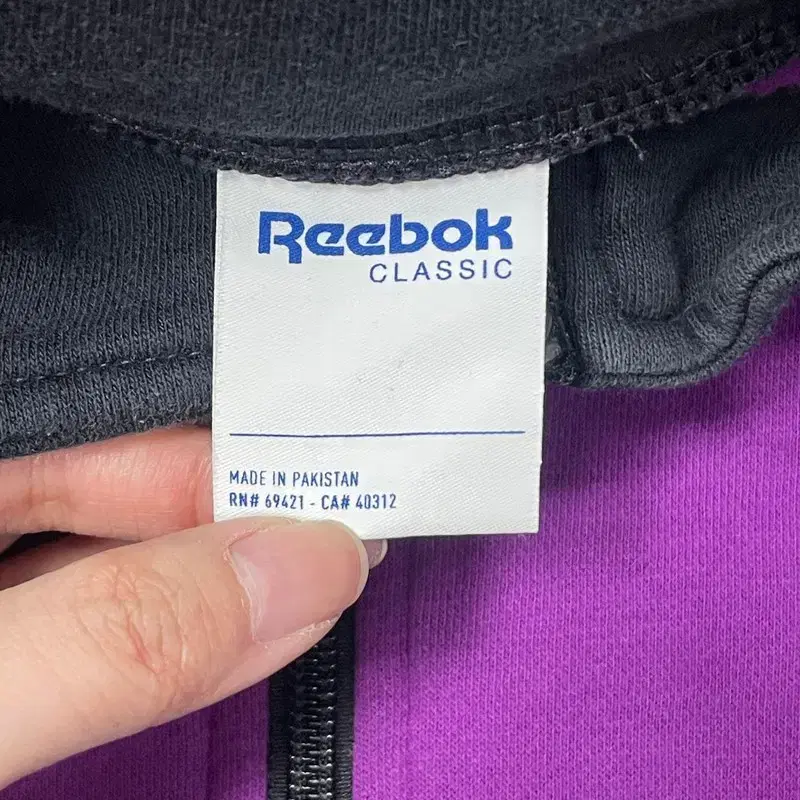 Reebok
CLASSIC
MADE IN PAKISTAN
RN# 69421 - CA# 40312